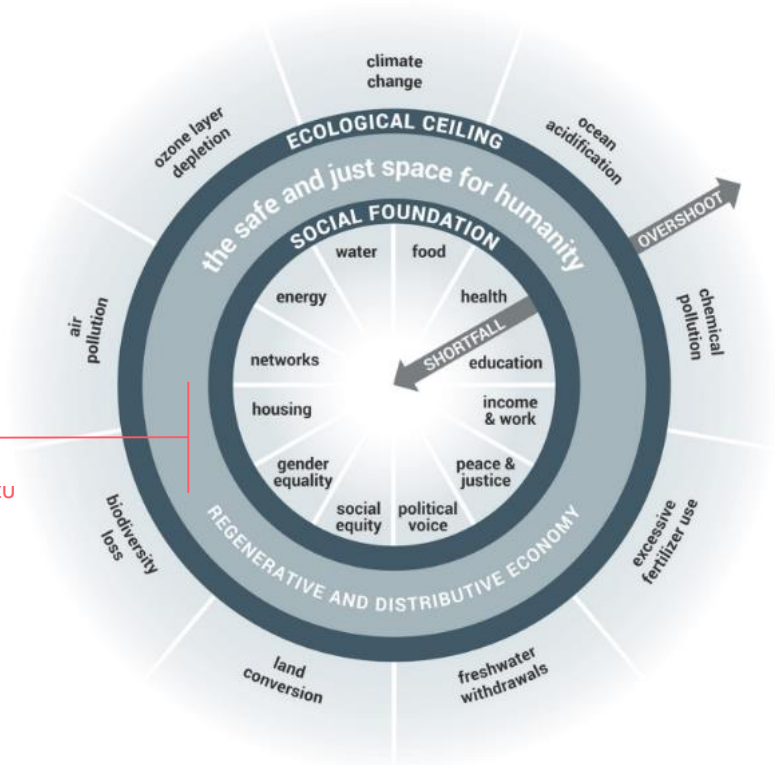 climate
change
ocean
acidification
chemical
pollution
excessive
fertilizer use
freshwater
withdrawals
land
conversion
biodiversity
loss
air
pollution
ozone layer
depletion
ECOLOGICAL CEILING
the safe and just space for humanity
SOCIAL FOUNDATION
OVERSHOOT
SHORTFALL
water
food
health
education
income
& work
peace &
justice
political
voice
social
equity
gender
equality
housing
networks
energy
REGENERATIVE AND DISTRIBUTIVE ECONOMY